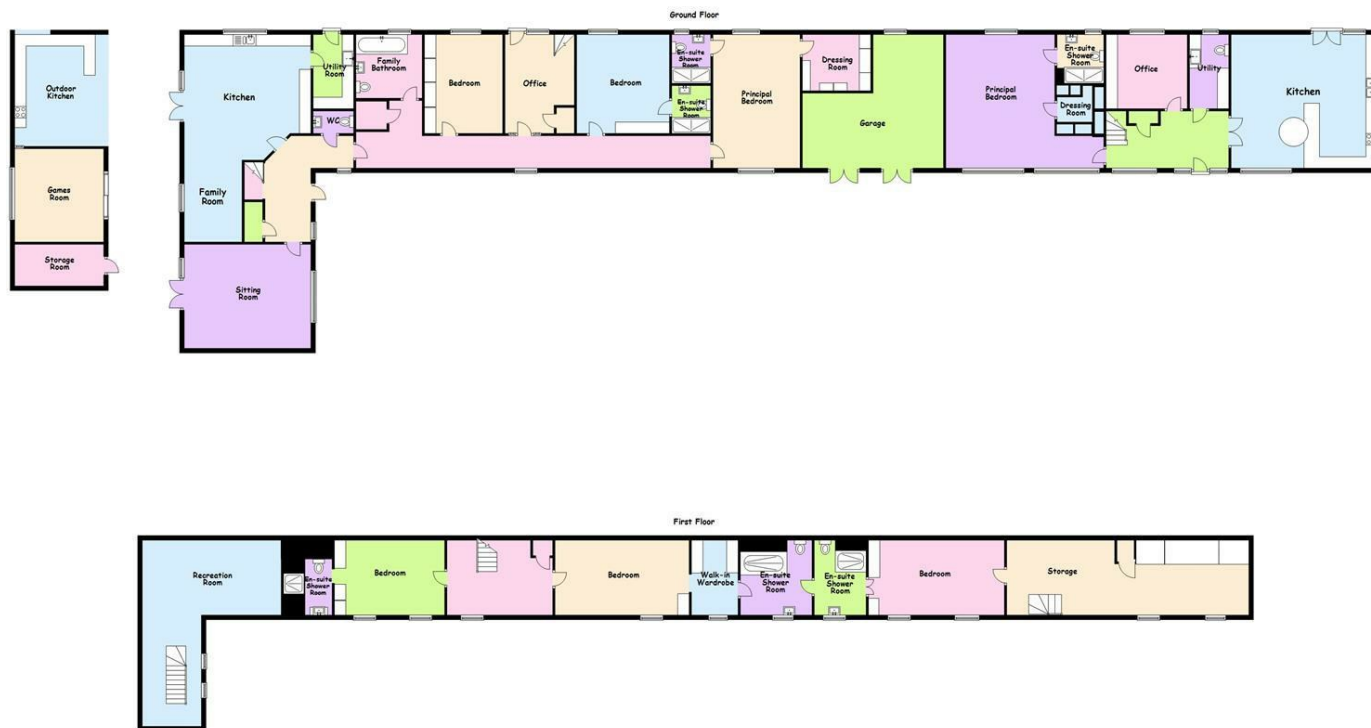 Ground Floor
Outdoor
Kitchen
Games
Room
Storage
Room
Kitchen
Family
Room
Sitting
Room
Utility
Room
WC
Family
Bathroom
Bedroom
Office
Bedroom
En-suite
Shower
Room
En-suite
Shower
Room
Principal
Bedroom
Dressing
Room
Garage
Principal
Bedroom
En-suite
Shower
Room
Dressing
Room
Office
Utility
Kitchen
First Floor
Recreation
Room
En-suite
Shower
Room
Bedroom
Bedroom
Walk-in
Wardrobe
En-suite
Shower
Room
En-suite
Shower
Room
Bedroom
Storage